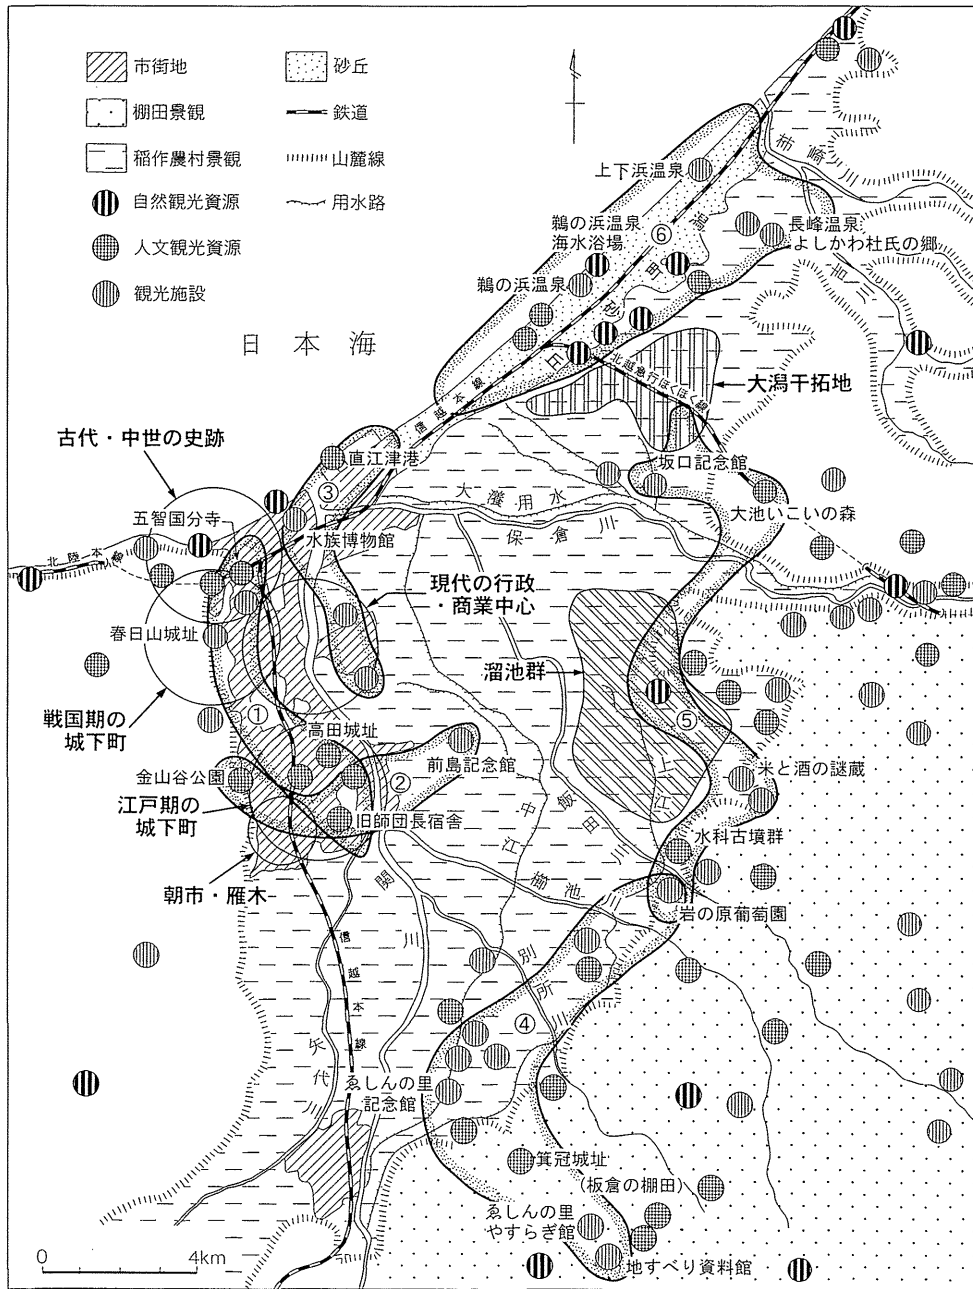 市街地
砂丘
棚田景観
鉄道
稲作農村景観
山麓線
自然観光資源
用水路
人文観光資源
観光施設
日本海
柿崎川
上下浜温泉
長峰温泉
よしかわ杜氏の郷
鵜の浜温泉
海水浴場
⑥
潟町砂丘
吉川
鵜の浜温泉
北越急行ほくほく線
大潟干拓地
信越本線
古代・中世の史跡
直江津港
坂口記念館
③
大瀁用水
大池いこいの森
五智国分寺
保倉川
北陸本線
水族博物館
現代の行政
・商業中心
春日山城址
溜池群
戦国期の
城下町
①
⑤
高田城址
前島記念館
金山谷公園
②
上江
米と酒の謎蔵
江戸期の
城下町
旧師団長宿舎
中江
飯田川
水科古墳群
朝市・雁木
関川
櫛池川
岩の原葡萄園
信越本線
別所川
④
矢代川
ゑしんの里
記念館
箕冠城址
(板倉の棚田)
ゑしんの里
やすらぎ館
0 4km
地すべり資料館